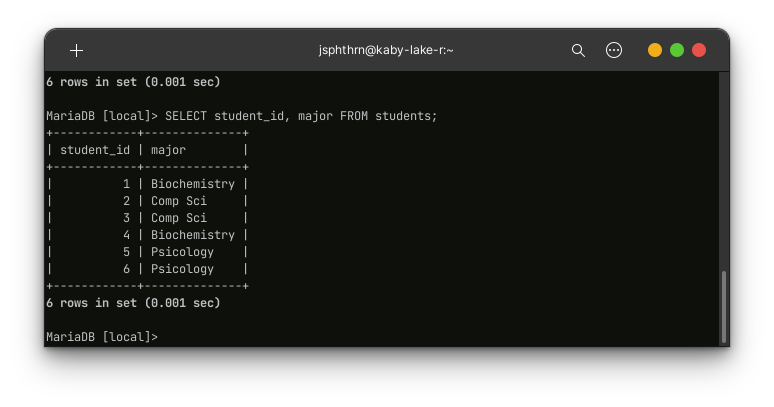 jsphthrn@kaby-lake-r:~
6 rows in set (0.001 sec)
MariaDB [local]> SELECT student_id, major FROM students;
+------------+--------------+
| student_id | major        |
+------------+--------------+
|          1 | Biochemistry |
|          2 | Comp Sci     |
|          3 | Comp Sci     |
|          4 | Biochemistry |
|          5 | Psicology    |
|          6 | Psicology    |
+------------+--------------+
6 rows in set (0.001 sec)
MariaDB [local]>